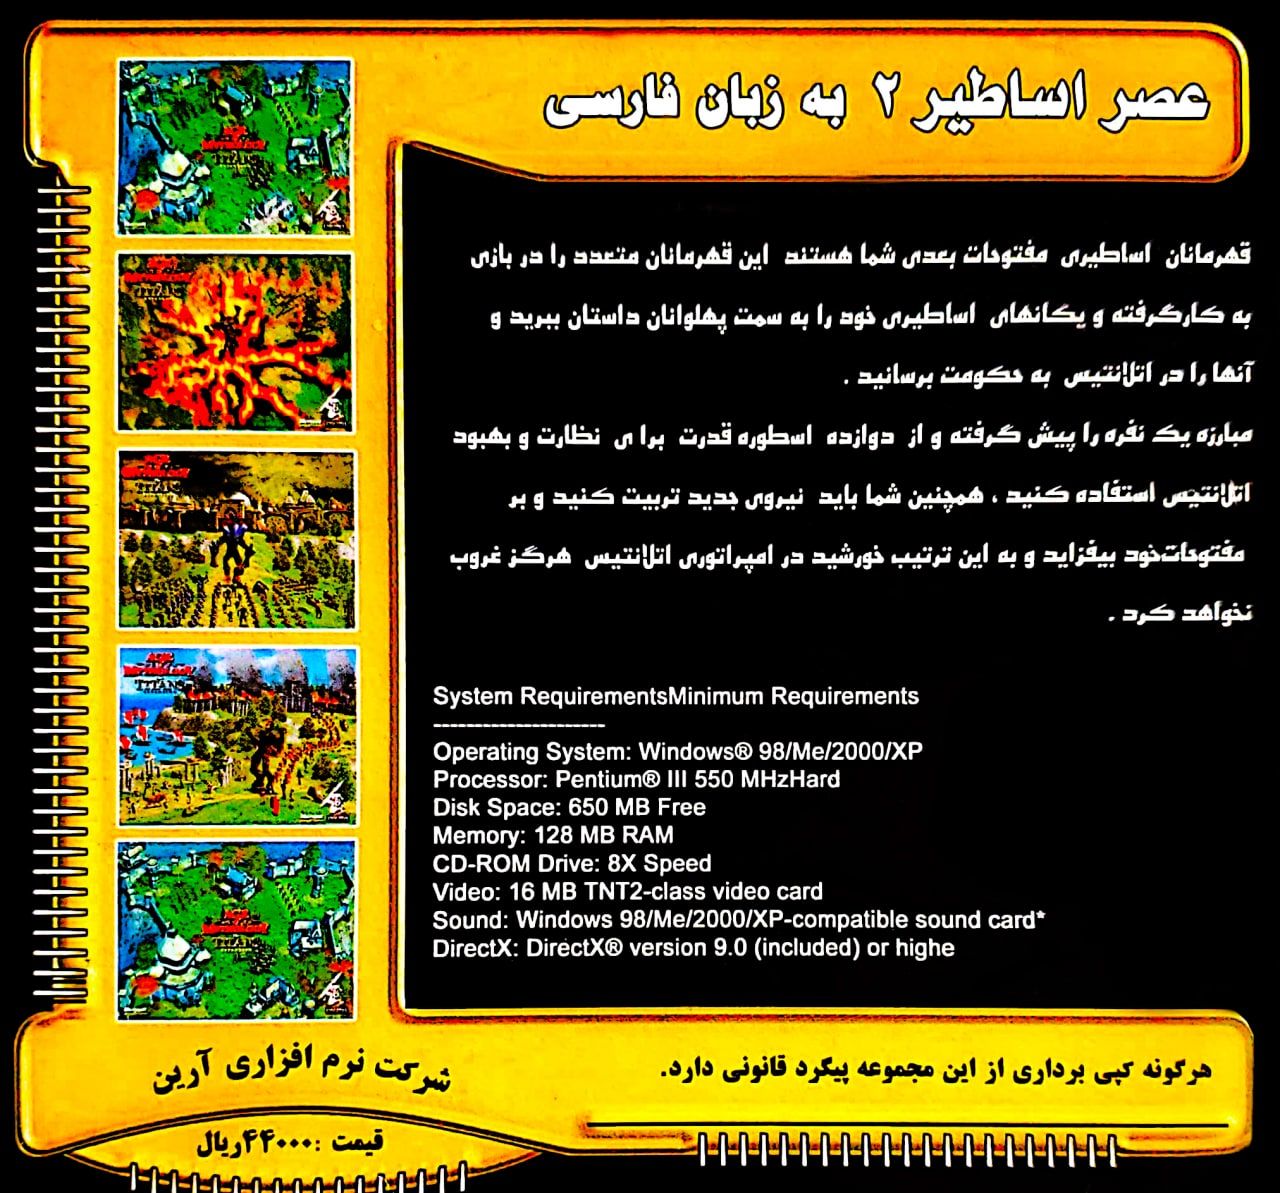 عصر اساطیر ۲ به زبان فارسی
قهرمانان اساطیری مفتوحات بعدی شما هستند این قهرمانان متعدد را در بازی
به کارگرفته و یگانهای اساطیری خود را به سمت پهلوانان داستان ببرید و
آنها را در اتلانتیس به حکومت برسانید .
مبارزه یک نفره را پیش گرفته و از دوازده اسطوره قدرت برا ی نظارت و بهبود
اتلانتیس استفاده کنید ، همچنین شما باید نیروی جدید تربیت کنید و بر
مفتوحات‌خود بیفزاید و به این ترتیب خورشید در امپراتوری اتلانتیس هرگز غروب
نخواهد کرد .
System RequirementsMinimum Requirements
----------------------
Operating System: Windows® 98/Me/2000/XP
Processor: Pentium® III 550 MHzHard
Disk Space: 650 MB Free
Memory: 128 MB RAM
CD-ROM Drive: 8X Speed
Video: 16 MB TNT2-class video card
Sound: Windows 98/Me/2000/XP-compatible sound card*
DirectX: DirectX® version 9.0 (included) or highe
هرگونه کپی برداری از این مجموعه پیگرد قانونی دارد.
شرکت نرم افزاری آرین
قیمت :۴۴۰۰۰ریال